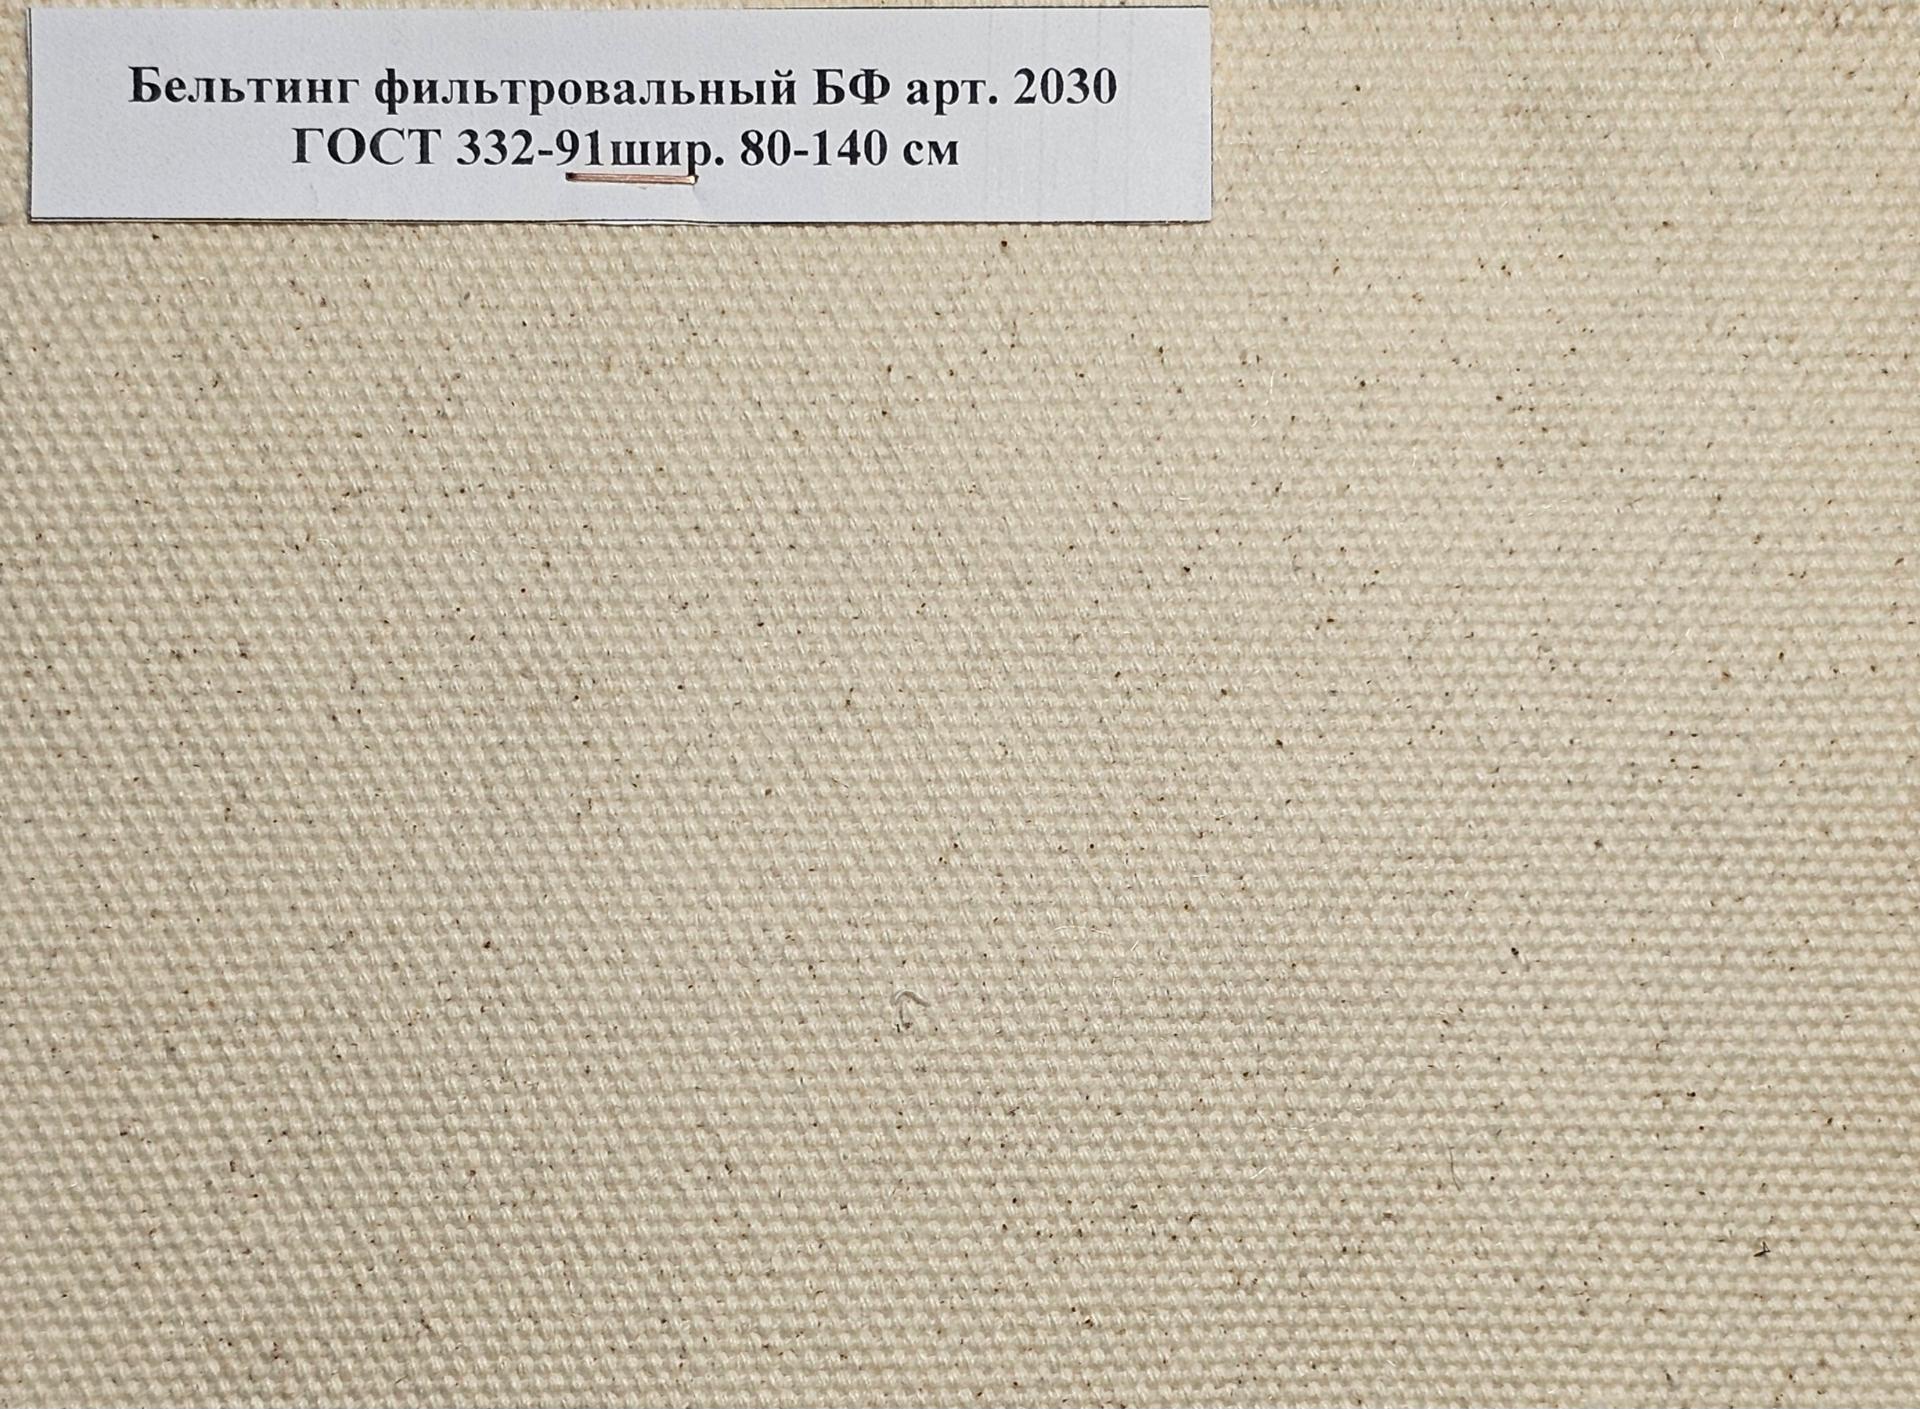 Бельтинг фильтровальный БФ арт. 2030
ГОСТ 332-91шир. 80-140 см